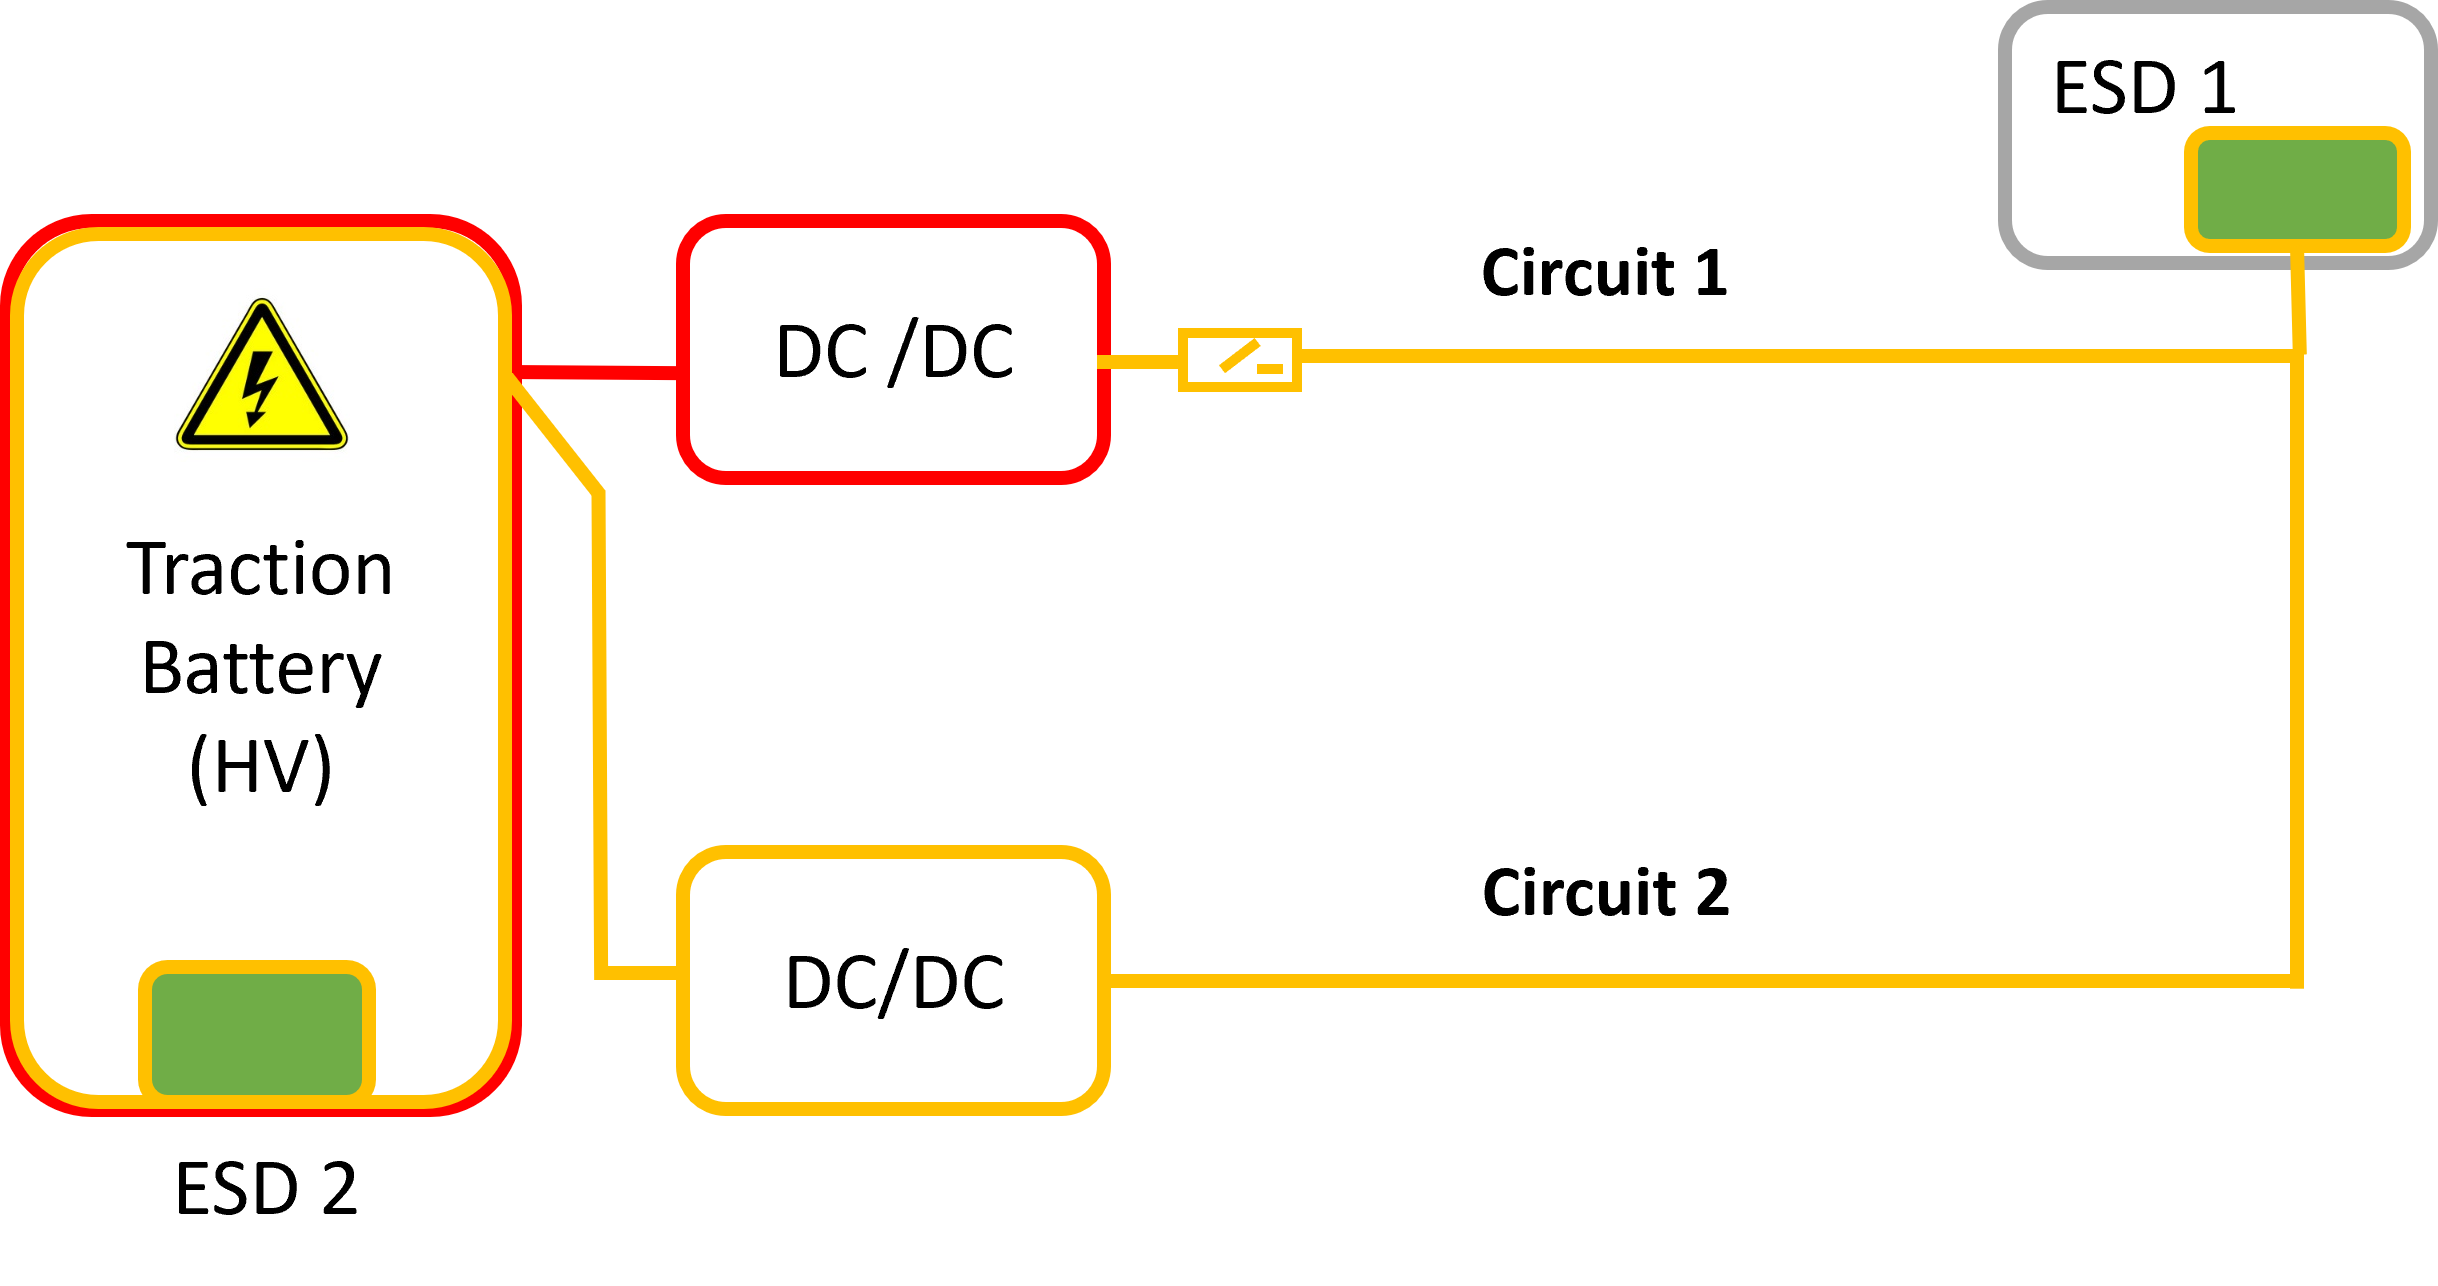 ESD 1
Circuit 1
DC /DC
Traction
Battery
(HV)
Circuit 2
DC/DC
ESD 2